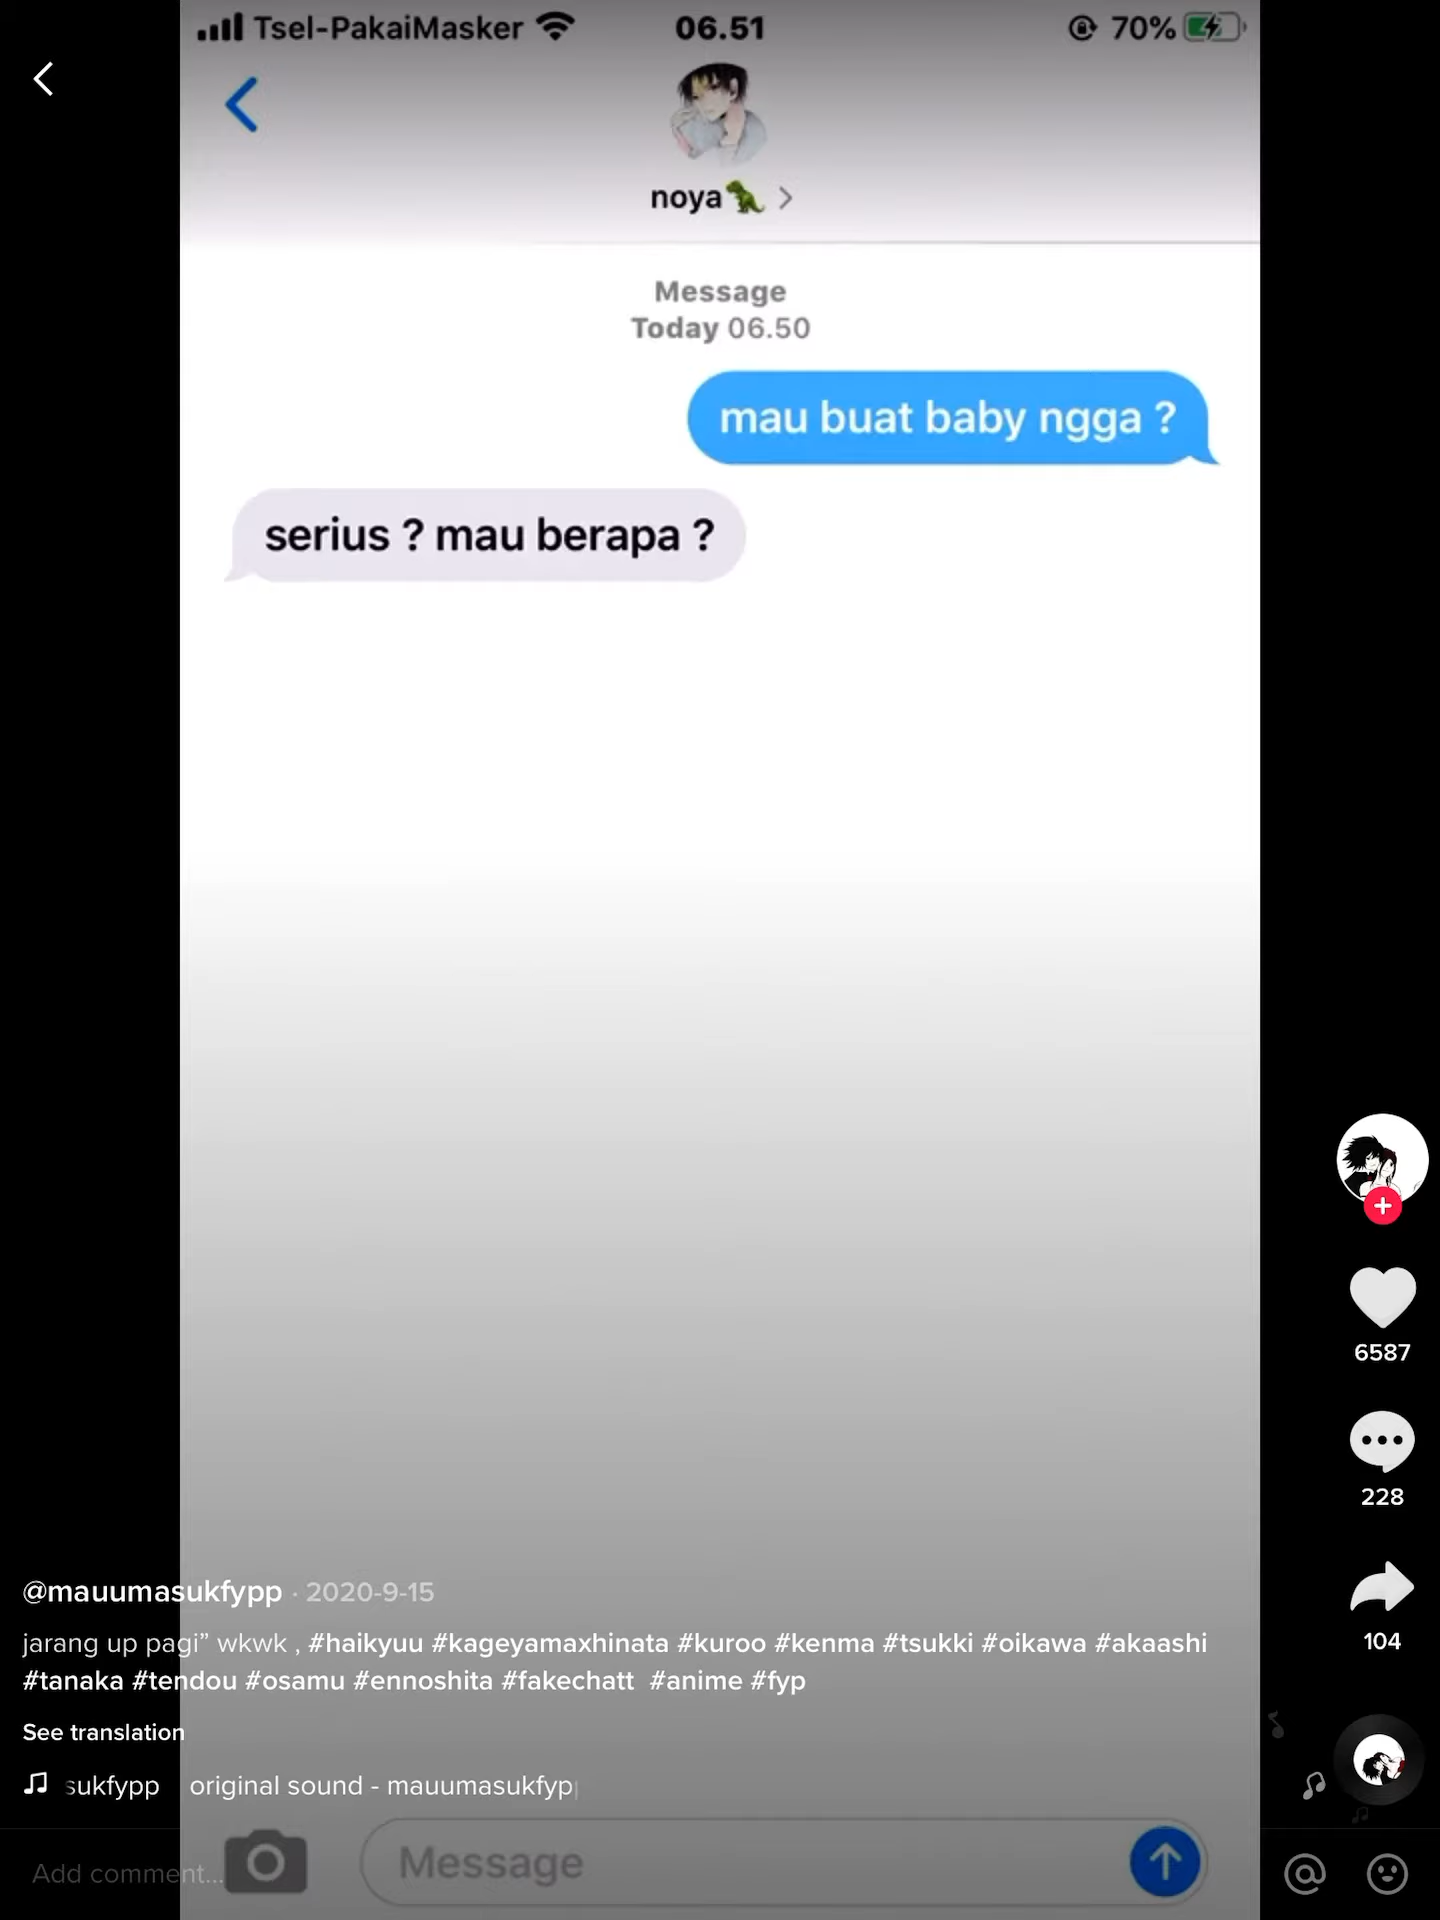 Tsel-PakaiMasker 06.51 70%
noya
Message
Today 06.50
mau buat baby ngga ?
serius ? mau berapa ?
6587
228
@mauumasukfypp · 2020-9-15
jarang up pagi” wkwk , #haikyuu #kageyamaxhinata #kuroo #kenma #tsukki #oikawa #akaashi
104
#tanaka #tendou #osamu #ennoshita #fakechatt #anime #fyp
See translation
sukfypp original sound - mauumasukfyp
Message
Add comment...